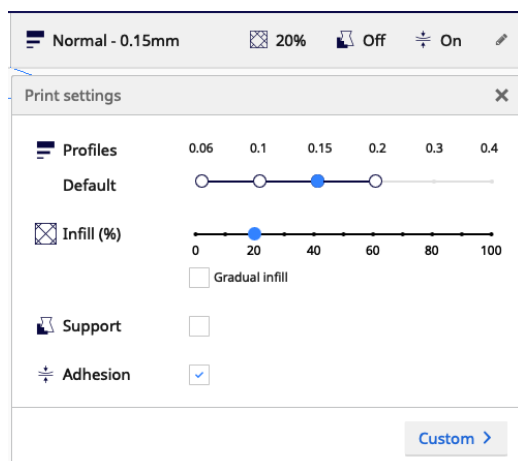 Normal - 0.15mm 20% Off On
Print settings
Profiles 0.06 0.1 0.15 0.2 0.3 0.4
Default
Infill (%)
0 20 40 60 80 100
Gradual infill
Support
Adhesion
Custom